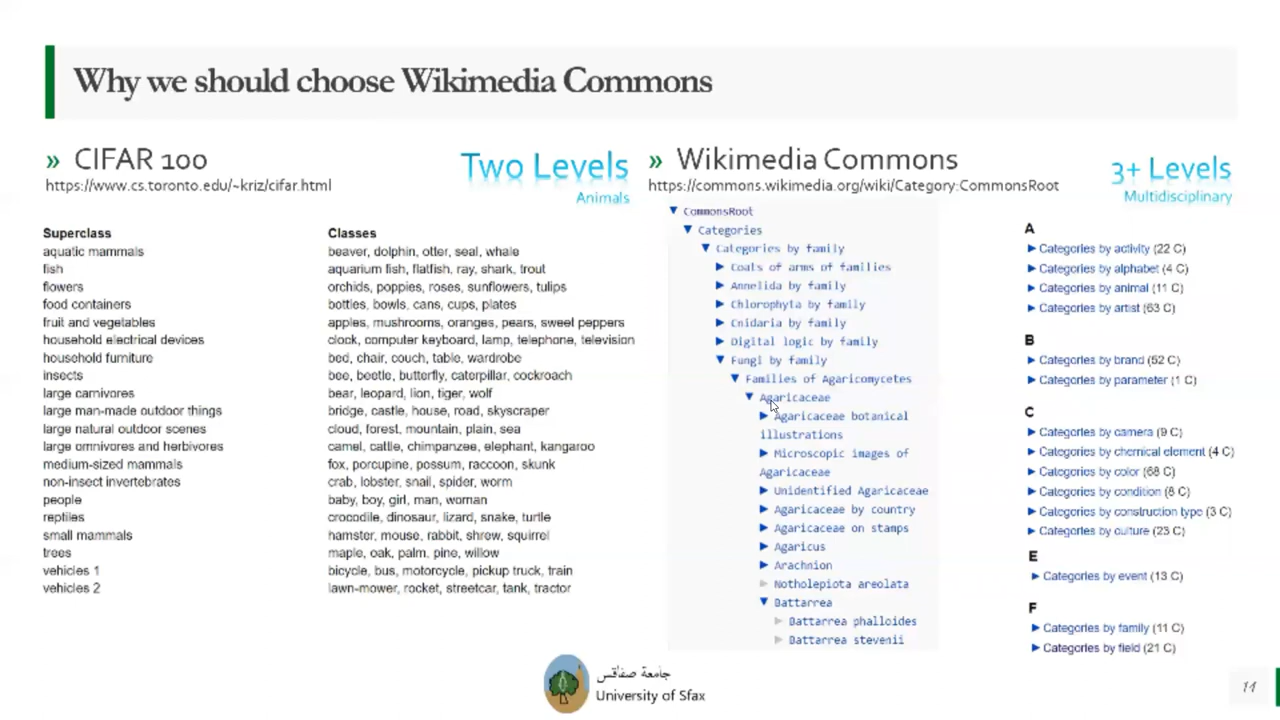 Why we should choose Wikimedia Commons
» CIFAR 100
https://www.cs.toronto.edu/~kriz/cifar.html
Two Levels
Animals
Superclass Classes
aquatic mammals beaver, dolphin, otter, seal, whale
fish aquarium fish, flatfish, ray, shark, trout
flowers orchids, poppies, roses, sunflowers, tulips
food containers bottles, bowls, cans, cups, plates
fruit and vegetables apples, mushrooms, oranges, pears, sweet peppers
household electrical devices clock, computer keyboard, lamp, telephone, television
household furniture bed, chair, couch, table, wardrobe
insects bee, beetle, butterfly, caterpillar, cockroach
large carnivores bear, leopard, lion, tiger, wolf
large man-made outdoor things bridge, castle, house, road, skyscraper
large natural outdoor scenes cloud, forest, mountain, plain, sea
large omnivores and herbivores camel, cattle, chimpanzee, elephant, kangaroo
medium-sized mammals fox, porcupine, possum, raccoon, skunk
non-insect invertebrates crab, lobster, snail, spider, worm
people baby, boy, girl, man, woman
reptiles crocodile, dinosaur, lizard, snake, turtle
small mammals hamster, mouse, rabbit, shrew, squirrel
trees maple, oak, palm, pine, willow
vehicles 1 bicycle, bus, motorcycle, pickup truck, train
vehicles 2 lawn-mower, rocket, streetcar, tank, tractor
» Wikimedia Commons
https://commons.wikimedia.org/wiki/Category:CommonsRoot
3+ Levels
Multidisciplinary
▼ CommonsRoot
▼ Categories
▼ Categories by family
► Coats of arms of families
► Annelida by family
► Chlorophyta by family
► Cnidaria by family
► Digital logic by family
▼ Fungi by family
▼ Families of Agaricomycetes
▼ Agaricaceae
► Agaricaceae botanical
illustrations
► Microscopic images of
Agaricaceae
► Unidentified Agaricaceae
► Agaricaceae by country
► Agaricaceae on stamps
► Agaricus
► Arachnion
► Notholepiota areolata
▼ Battarrea
► Battarrea phalloides
► Battarrea stevenii
A
► Categories by activity (22 C)
► Categories by alphabet (4 C)
► Categories by animal (11 C)
► Categories by artist (63 C)
B
► Categories by brand (52 C)
► Categories by parameter (1 C)
C
► Categories by camera (9 C)
► Categories by chemical element (4 C)
► Categories by color (68 C)
► Categories by condition (8 C)
► Categories by construction type (3 C)
► Categories by culture (23 C)
E
► Categories by event (13 C)
F
► Categories by family (11 C)
► Categories by field (21 C)
جامعة صفاقس
University of Sfax
14